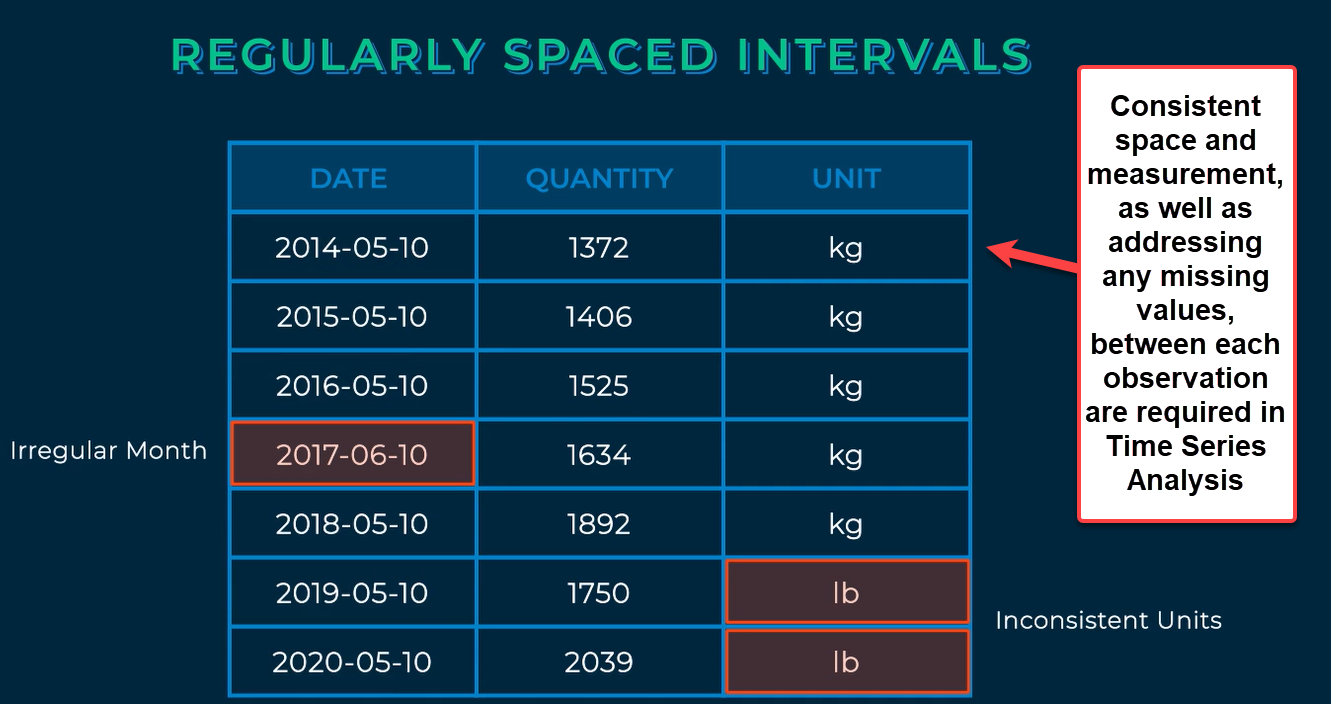 REGULARLY SPACED INTERVALS
Consistent
space and
measurement,
as well as
addressing
any missing
values,
between each
observation
are required in
Time Series
Analysis
DATE QUANTITY UNIT
2014-05-10 1372 kg
2015-05-10 1406 kg
2016-05-10 1525 kg
Irregular Month 2017-06-10 1634 kg
2018-05-10 1892 kg
2019-05-10 1750 lb
Inconsistent Units
2020-05-10 2039 lb